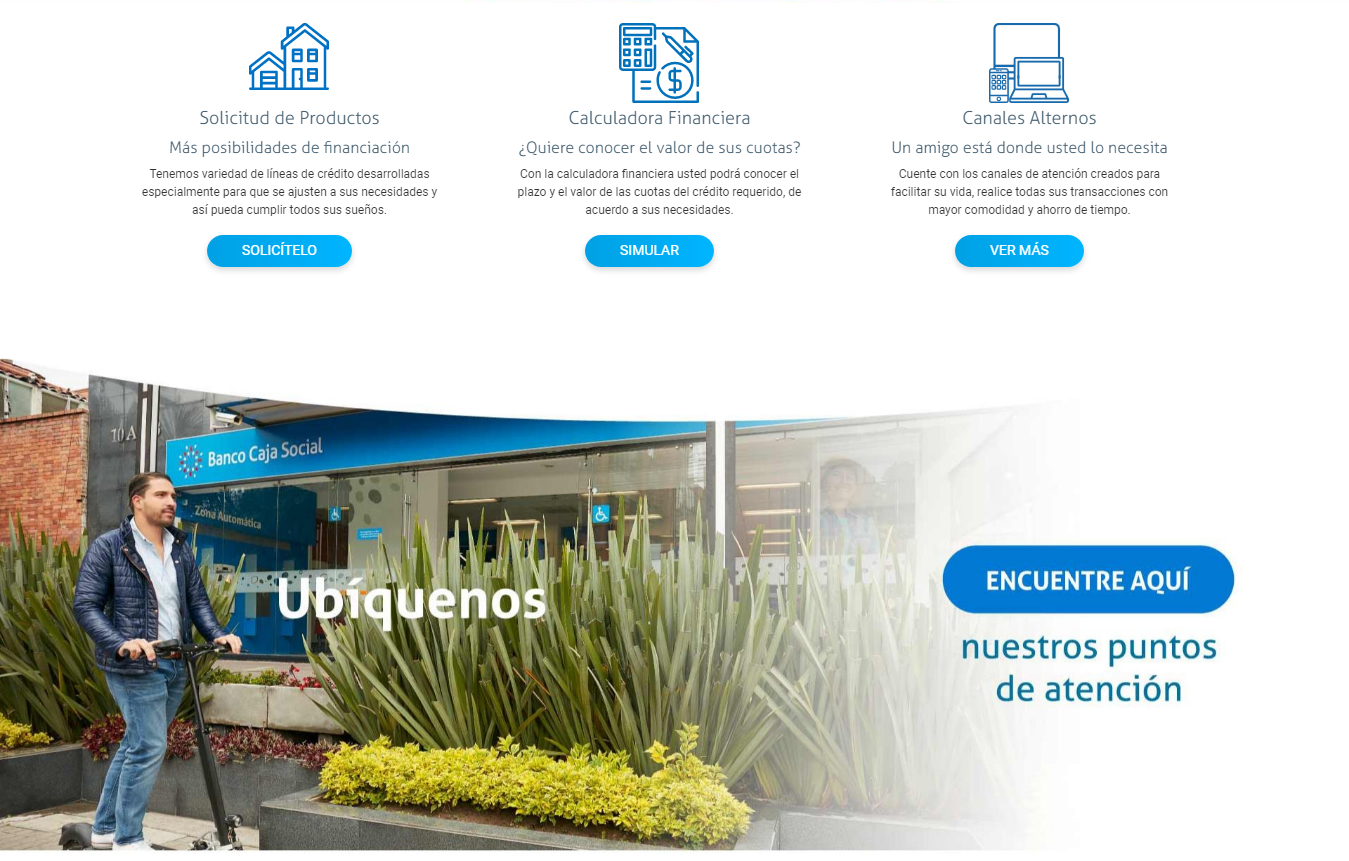 Solicitud de Productos
Más posibilidades de financiación
Tenemos variedad de líneas de crédito desarrolladas
especialmente para que se ajusten a sus necesidades y
así pueda cumplir todos sus sueños.
SOLICÍTELO
Calculadora Financiera
¿Quiere conocer el valor de sus cuotas?
Con la calculadora financiera usted podrá conocer el
plazo y el valor de las cuotas del crédito requerido, de
acuerdo a sus necesidades.
SIMULAR
Canales Alternos
Un amigo está donde usted lo necesita
Cuente con los canales de atención creados para
facilitar su vida, realice todas sus transacciones con
mayor comodidad y ahorro de tiempo.
VER MÁS
10A
Banco Caja Social
Zona Automática
Ubíquenos
ENCUENTRE AQUÍ
nuestros puntos
de atención